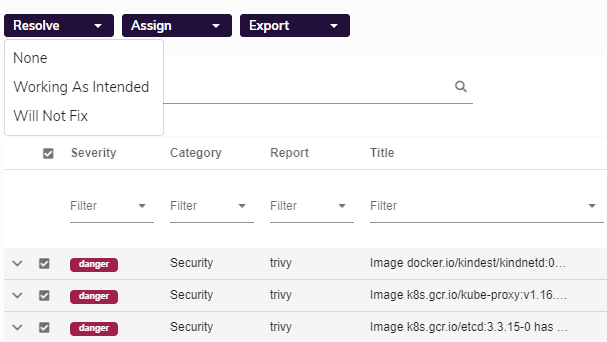 Resolve Assign Export
None
Working As Intended
Will Not Fix
Severity Category Report Title
Filter Filter Filter Filter
danger Security trivy Image docker.io/kindest/kindnetd:0...
danger Security trivy Image k8s.gcr.io/kube-proxy:v1.16....
danger Security trivy Image k8s.gcr.io/etcd:3.3.15-0 has ...